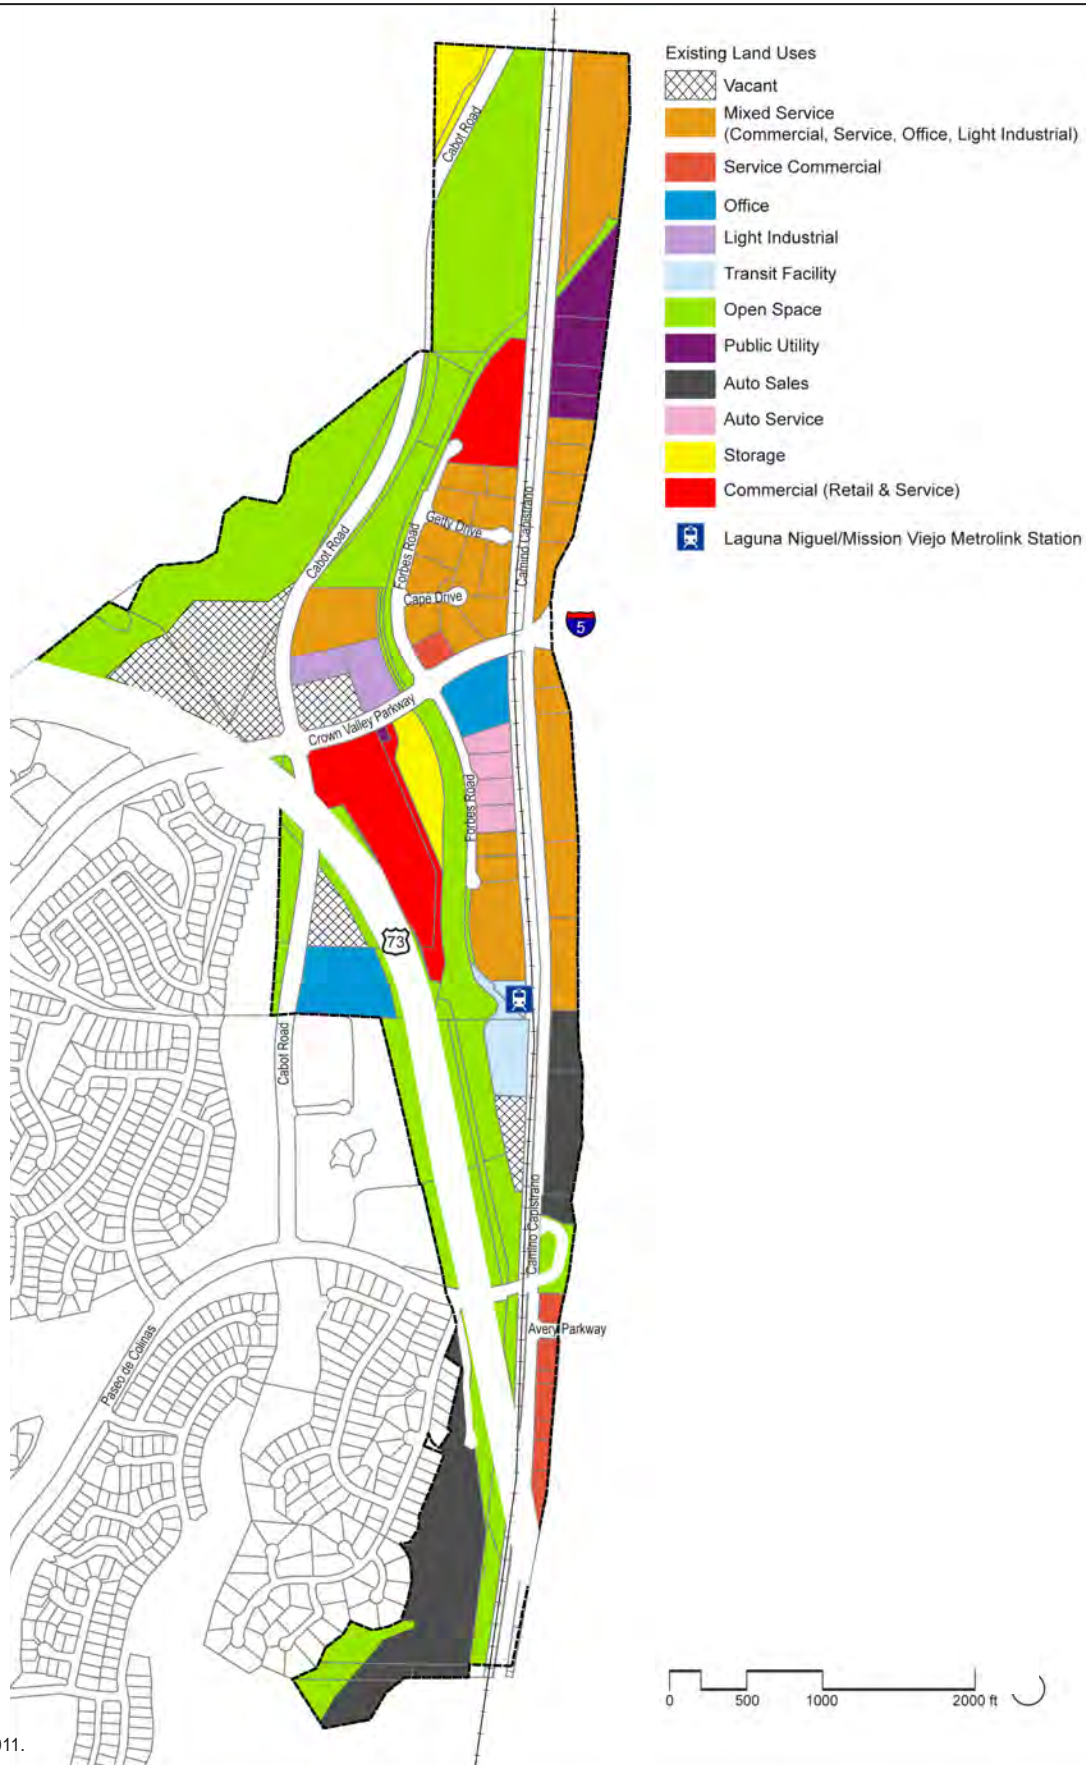 Existing Land Uses
Vacant
Mixed Service
(Commercial, Service, Office, Light Industrial)
Service Commercial
Office
Light Industrial
Transit Facility
Open Space
Public Utility
Auto Sales
Auto Service
Storage
Commercial (Retail & Service)
Laguna Niguel/Mission Viejo Metrolink Station
Cabot Road
Cabot Road
Forbes Road
Getty Drive
Camino Capistrano
Cape Drive
5
Crown Valley Parkway
Forbes Road
73
Cabot Road
Camino Capistrano
Avery Parkway
Paseo de Colinas
0 500 1000 2000 ft
011.